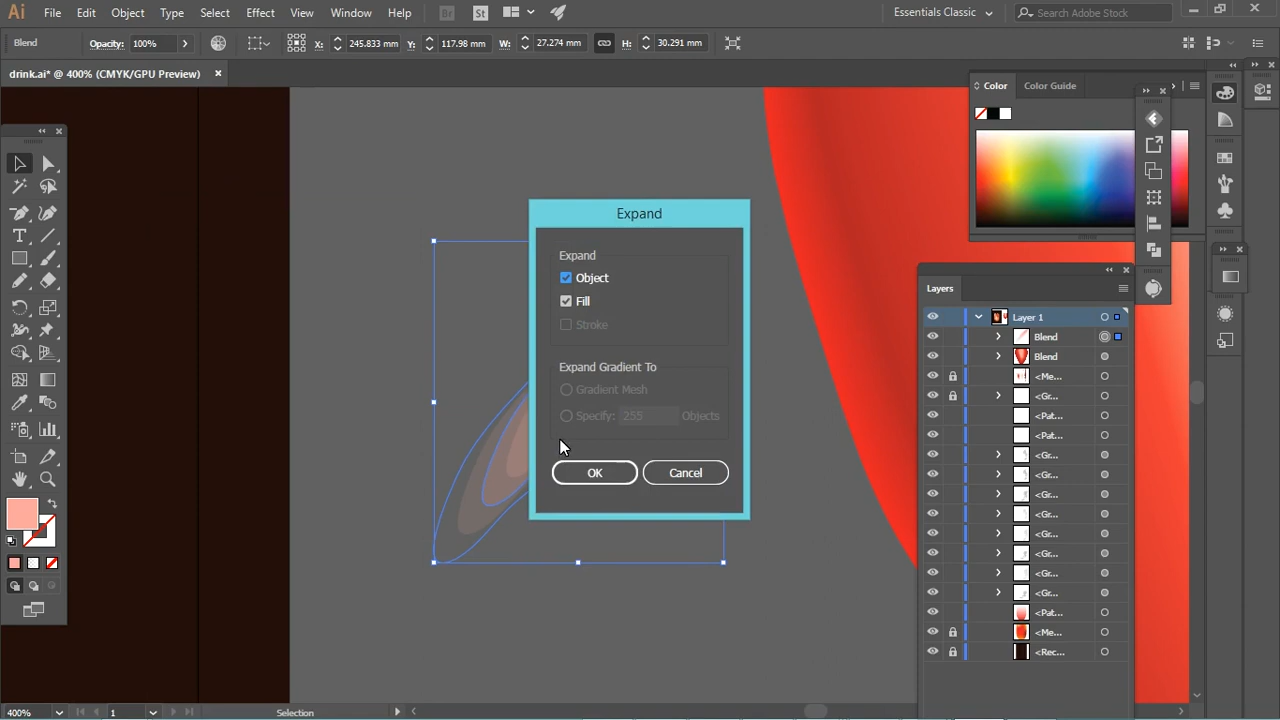 Ai File Edit Object Type Select Effect View Window Help Br St Essentials Classic Search Adobe Stock
Blend Opacity: 100% X: 245.833 mm Y: 117.98 mm W: 27.274 mm H: 30.291 mm
drink.ai* @ 400% (CMYK/GPU Preview)
Color Color Guide
Expand
Expand
Object
Fill
Stroke
Expand Gradient To
Gradient Mesh
Specify: 255 Objects
OK Cancel
Layers
Layer 1
Blend
Blend
<Me...
<Gr...
<Pat...
<Pat...
<Gr...
<Gr...
<Gr...
<Gr...
<Gr...
<Gr...
<Gr...
<Gr...
<Pat...
<Me...
<Rec...
400% 1 Selection